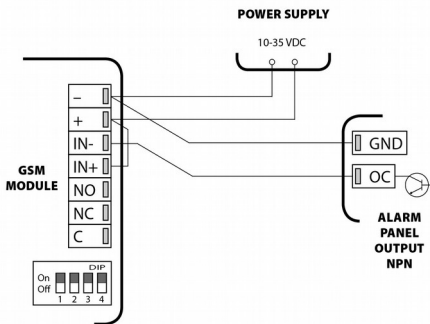 POWER SUPPLY
10-35 VDC
–
+
IN-
IN+
NO
NC
C
GSM
MODULE
GND
OC
ALARM
PANEL
OUTPUT
NPN
DIP
On
Off
1 2 3 4